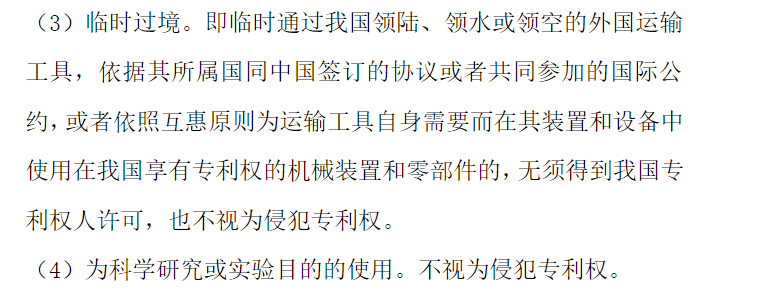 （3）临时过境。即临时通过我国领陆、领水或领空的外国运输
工具，依据其所属国同中国签订的协议或者共同参加的国际公
约，或者依照互惠原则为运输工具自身需要而在其装置和设备中
使用在我国享有专利权的机械装置和零部件的，无须得到我国专
利权人许可，也不视为侵犯专利权。
（4）为科学研究或实验目的的使用。不视为侵犯专利权。